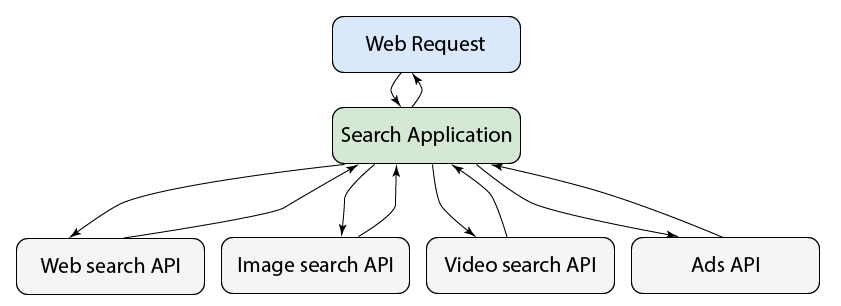 Web Request
Search Application
Web search API
Image search API
Video search API
Ads API